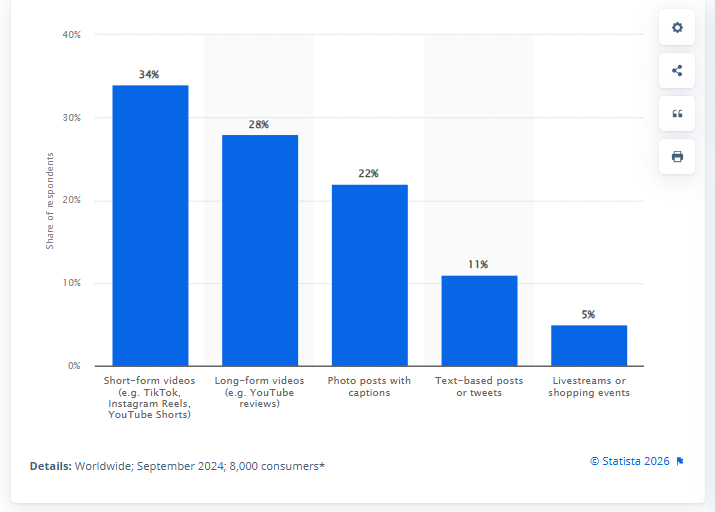 40%
34%
30%
28%
22%
20%
11%
10%
5%
0%
Share of respondents
Short-form videos
(e.g. TikTok,
Instagram Reels,
YouTube Shorts)
Long-form videos
(e.g. YouTube
reviews)
Photo posts with
captions
Text-based posts
or tweets
Livestreams or
shopping events
Details: Worldwide; September 2024; 8,000 consumers*
© Statista 2026